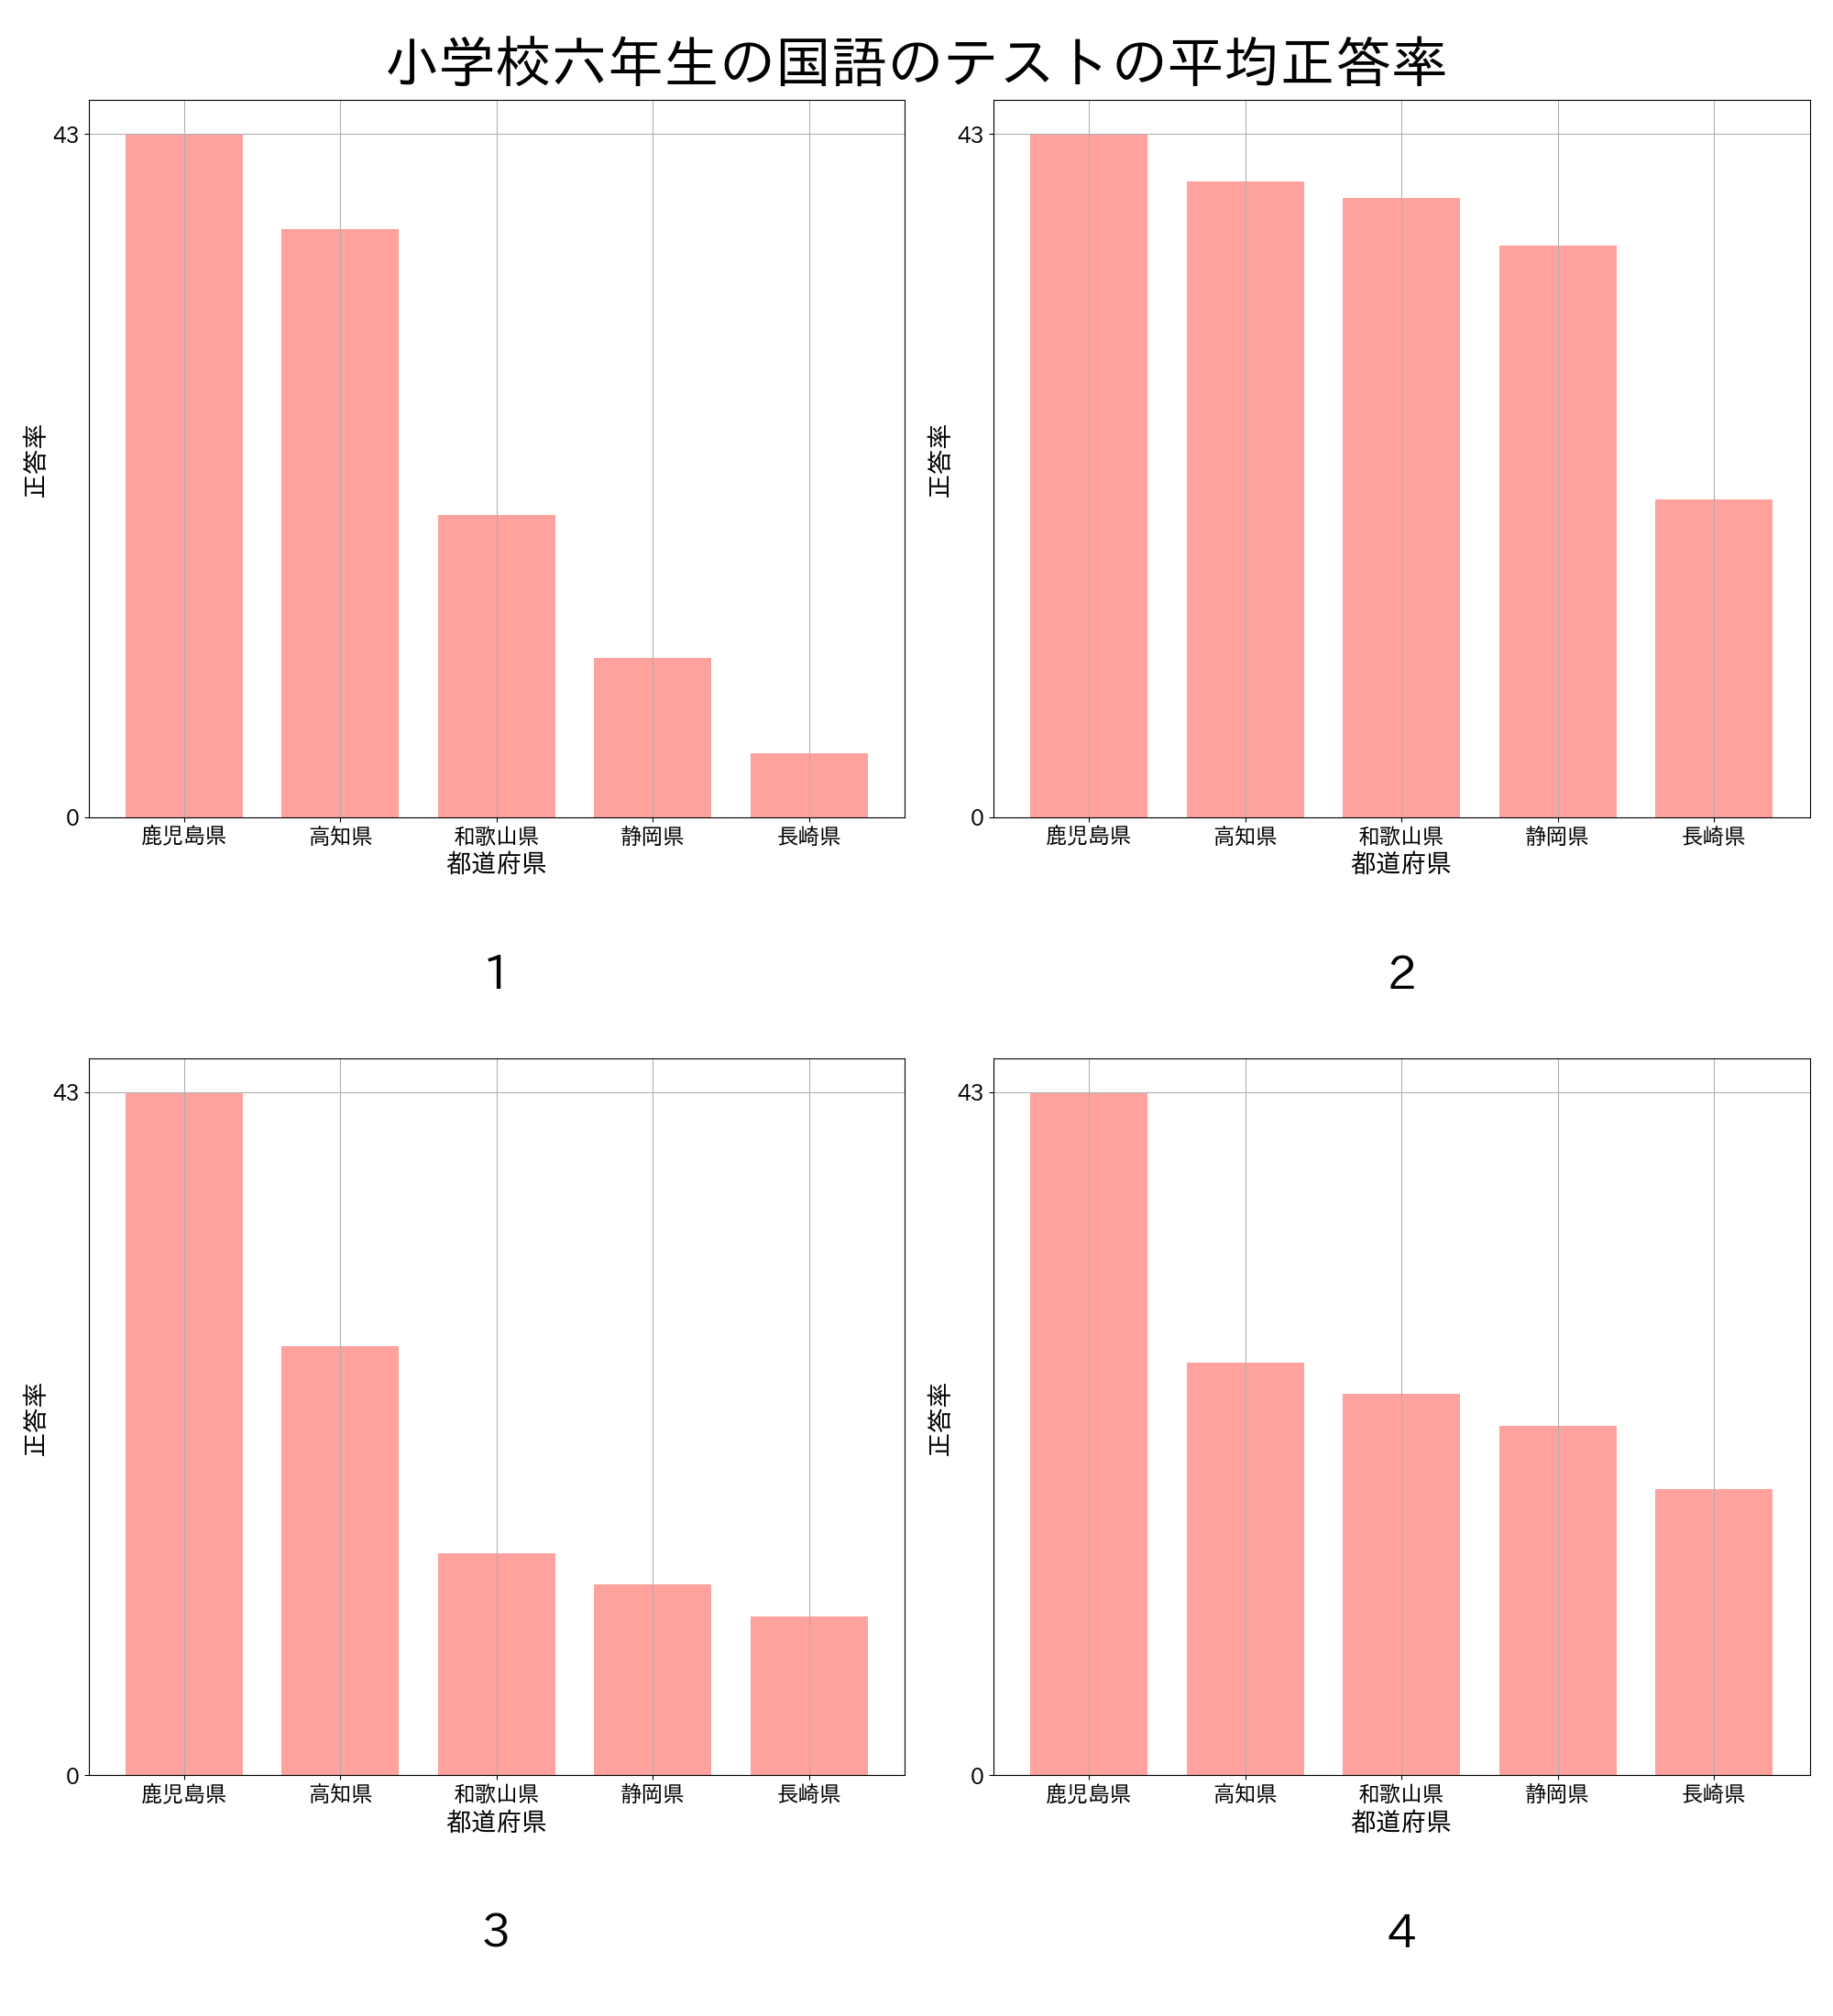 小学校六年生の国語のテストの平均正答率
43
正答率
0
鹿児島県 高知県 和歌山県 静岡県 長崎県
都道府県
1
43
正答率
0
鹿児島県 高知県 和歌山県 静岡県 長崎県
都道府県
2
43
正答率
0
鹿児島県 高知県 和歌山県 静岡県 長崎県
都道府県
3
43
正答率
0
鹿児島県 高知県 和歌山県 静岡県 長崎県
都道府県
4